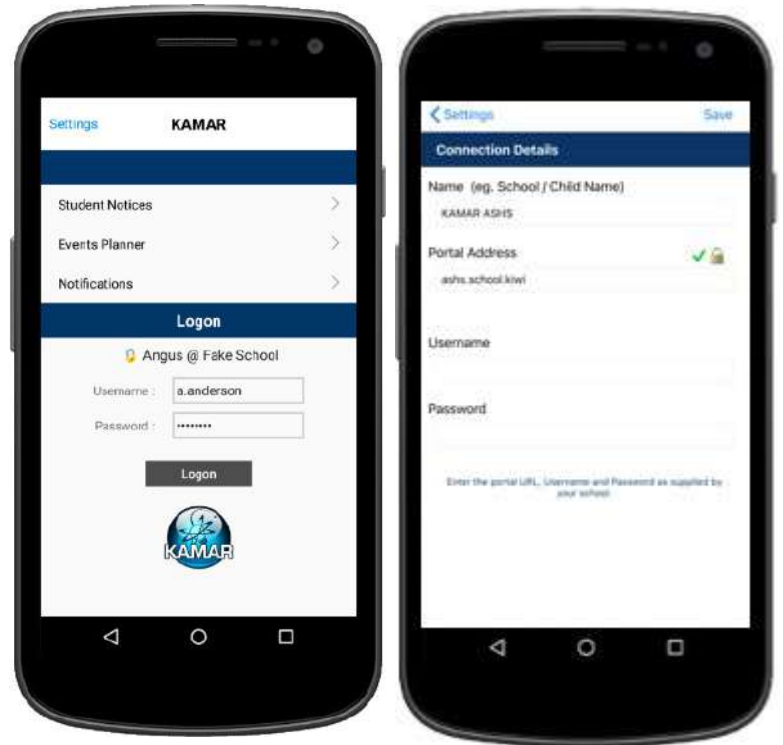 Settings KAMAR
Student Notices
Events Planner
Notifications
Logon
Angus @ Fake School
Username : a.anderson
Password : ••••••••
Logon
KAMAR
Settings Save
Connection Details
Name (eg. School / Child Name)
KAMAR ASHS
Portal Address
ashs.school.kiwi
Username
Password
Enter the portal URL, Username and Password as supplied by
your school